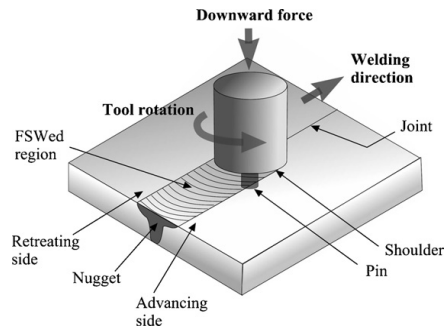 Downward force
Welding
direction
Tool rotation
FSWed
region
Joint
Retreating
side
Nugget
Advancing
side
Shoulder
Pin